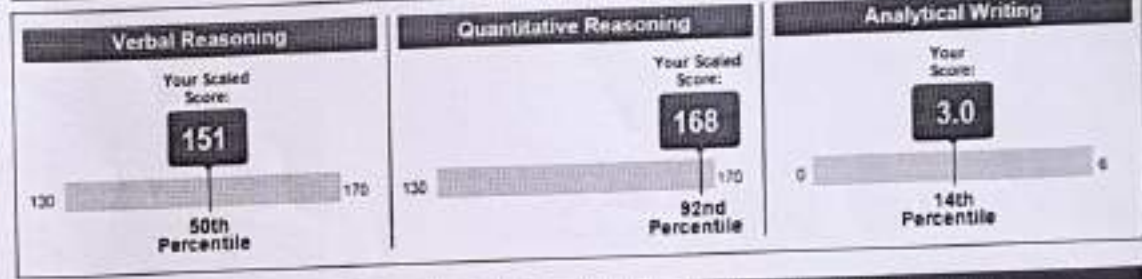 Verbal Reasoning
Your Scaled
Score:
151
130
170
50th
Percentile
Quantitative Reasoning
Your Scaled
Score:
168
130
170
92nd
Percentile
Analytical Writing
Your
Score:
3.0
0
6
14th
Percentile